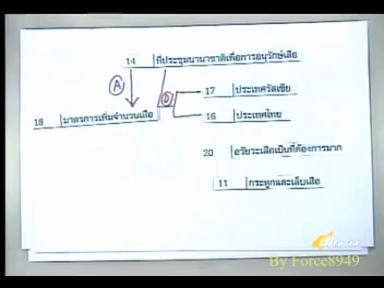 14 ที่ประชุมนานาชาติเพื่อการอนุรักษ์เสือ
A
D
17 ประเทศรัสเซีย
18 มาตรการเพิ่มจำนวนเสือ
16 ประเทศไทย
20 อวัยวะเสือเป็นที่ต้องการมาก
11 กระดูกและเล็บเสือ
By Force8949